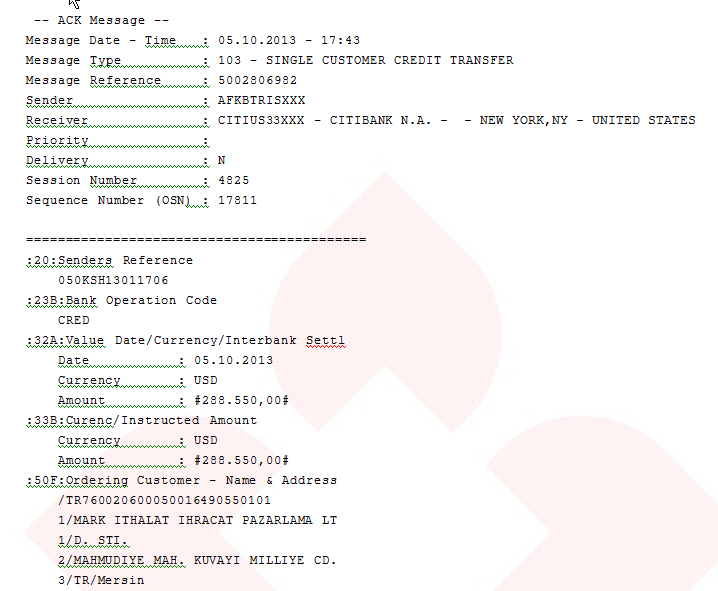 -- ACK Message --
Message Date - Time : 05.10.2013 - 17:43
Message Type : 103 - SINGLE CUSTOMER CREDIT TRANSFER
Message Reference : 5002806982
Sender : AFKBTRISXXX
Receiver : CITIUS33XXX - CITIBANK N.A. - - NEW YORK,NY - UNITED STATES
Priority :
Delivery : N
Session Number : 4825
Sequence Number (OSN) : 17811
===========================================
:20:Senders Reference
050KSH13011706
:23B:Bank Operation Code
CRED
:32A:Value Date/Currency/Interbank Settl
Date : 05.10.2013
Currency : USD
Amount : #288.550,00#
:33B:Curenc/Instructed Amount
Currency : USD
Amount : #288.550,00#
:50F:Ordering Customer - Name & Address
/TR760020600050016490550101
1/MARK ITHALAT IHRACAT PAZARLAMA LT
1/D. STI.
2/MAHMUDIYE MAH. KUVAYI MILLIYE CD.
3/TR/Mersin